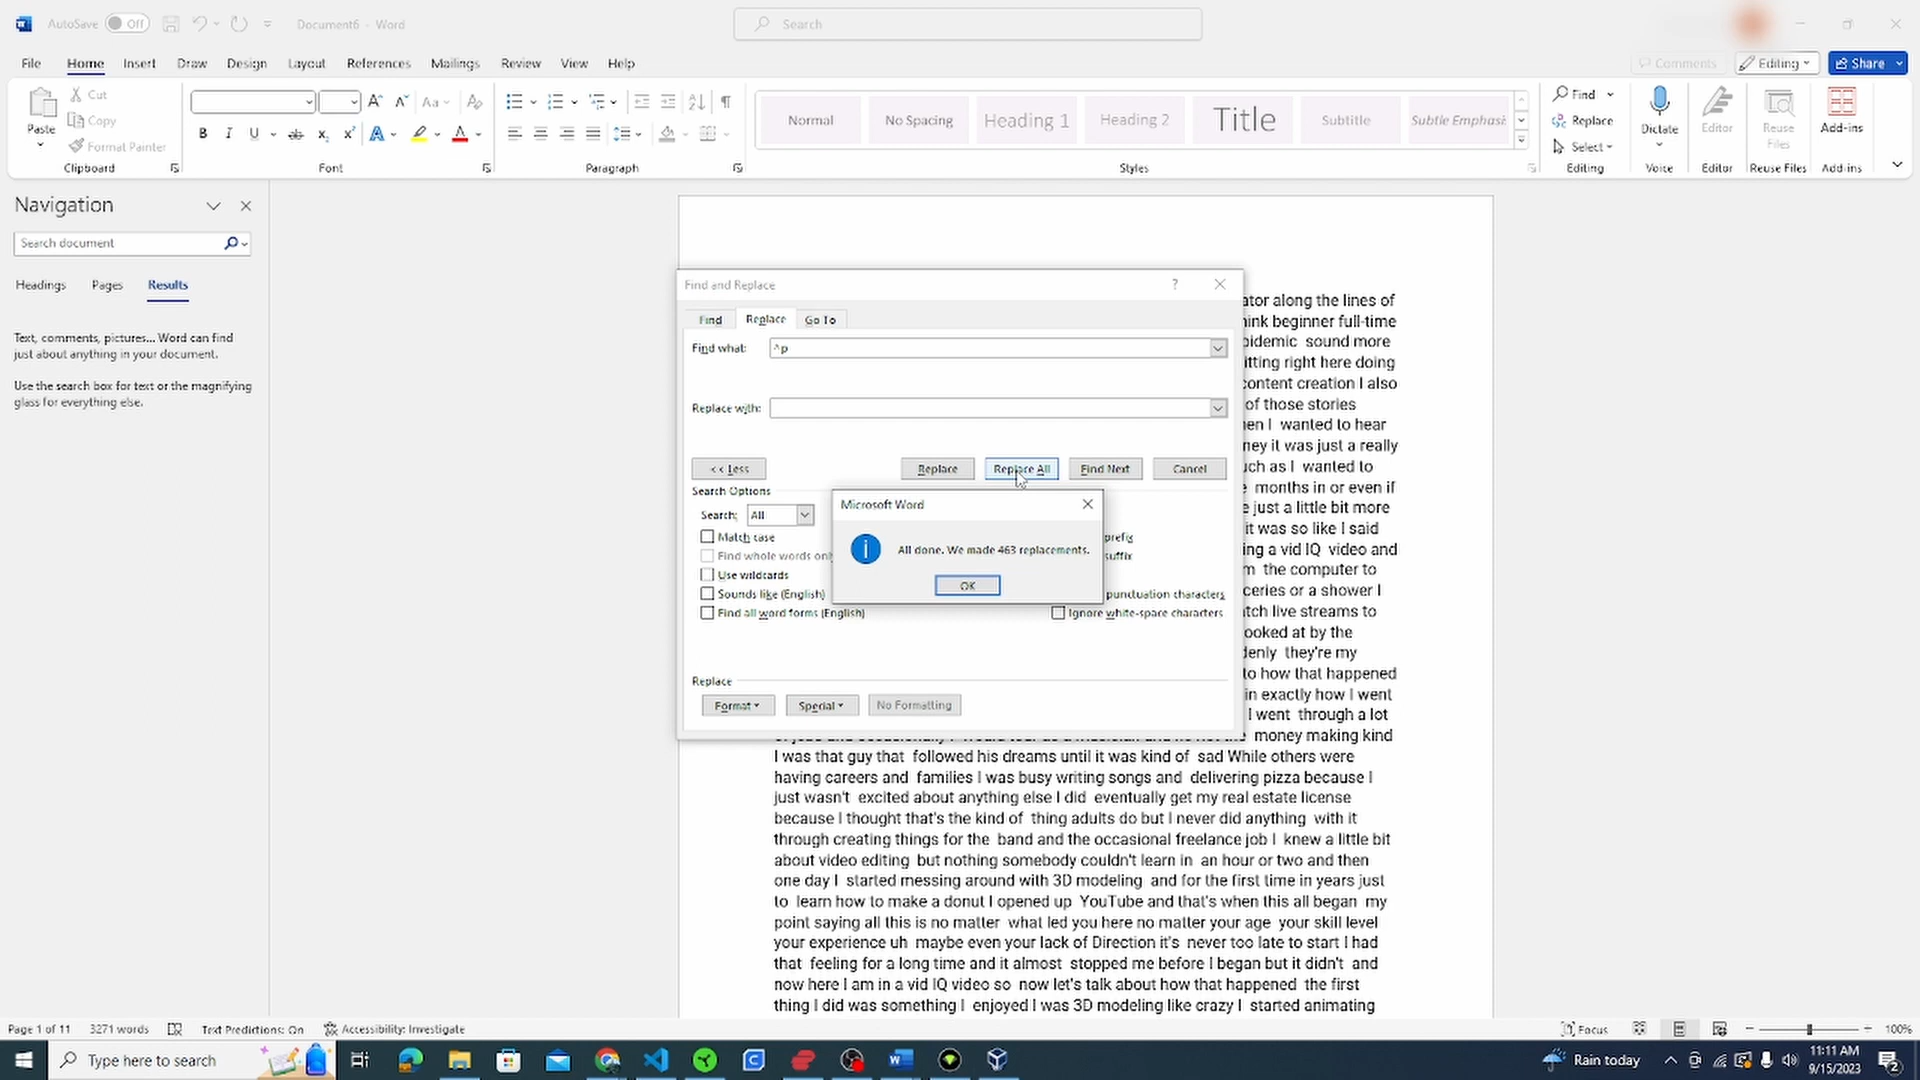 AutoSave Off Document6 - Word Search
File Home Insert Draw Design Layout References Mailings Review View Help Comments Editing Share
Paste Cut Copy Format Painter
Normal No Spacing Heading 1 Heading 2 Title Subtitle Subtle Emphasi
Find Replace Select Dictate Editor Reuse Files Add-ins
Clipboard Font Paragraph Styles Editing Voice Editor Reuse Files Add-ins
Navigation
Search document
Headings Pages Results
Text, comments, pictures... Word can find
just about anything in your document.
Use the search box for text or the magnifying
glass for everything else.
Find and Replace
Find Replace Go To
Find what: ^p
Replace with:
<< Less Replace Replace All Find Next Cancel
Search Options
Search: All
Match case
Find whole words only
Use wildcards
Sounds like (English)
Find all word forms (English)
prefix
suffix
punctuation characters
Ignore white-space characters
Replace
Format Special No Formatting
Microsoft Word
All done. We made 463 replacements.
OK
along the lines of
beginner full-time
sound more
right here doing
content creation I also
of those stories
I wanted to hear
it was just a really
as I wanted to
months in or even if
just a little bit more
it was so like I said
a vid IQ video and
the computer to
or a shower I
live streams to
at by the
they're my
to how that happened
in exactly how I went
I went through a lot
money making kind
I was that guy that followed his dreams until it was kind of sad While others were
having careers and families I was busy writing songs and delivering pizza because I
just wasn't excited about anything else I did eventually get my real estate license
because I thought that's the kind of thing adults do but I never did anything with it
through creating things for the band and the occasional freelance job I knew a little bit
about video editing but nothing somebody couldn't learn in an hour or two and then
one day I started messing around with 3D modeling and for the first time in years just
to learn how to make a donut I opened up YouTube and that's when this all began my
point saying all this is no matter what led you here no matter your age your skill level
your experience uh maybe even your lack of Direction it's never too late to start I had
that feeling for a long time and it almost stopped me before I began but it didn't and
now here I am in a vid IQ video so now let's talk about how that happened the first
thing I did was something I enjoyed I was 3D modeling like crazy I started animating
Page 1 of 11 3271 words Text Predictions: On Accessibility: Investigate Focus 100%
Type here to search Rain today 11:11 AM
9/15/2023
2